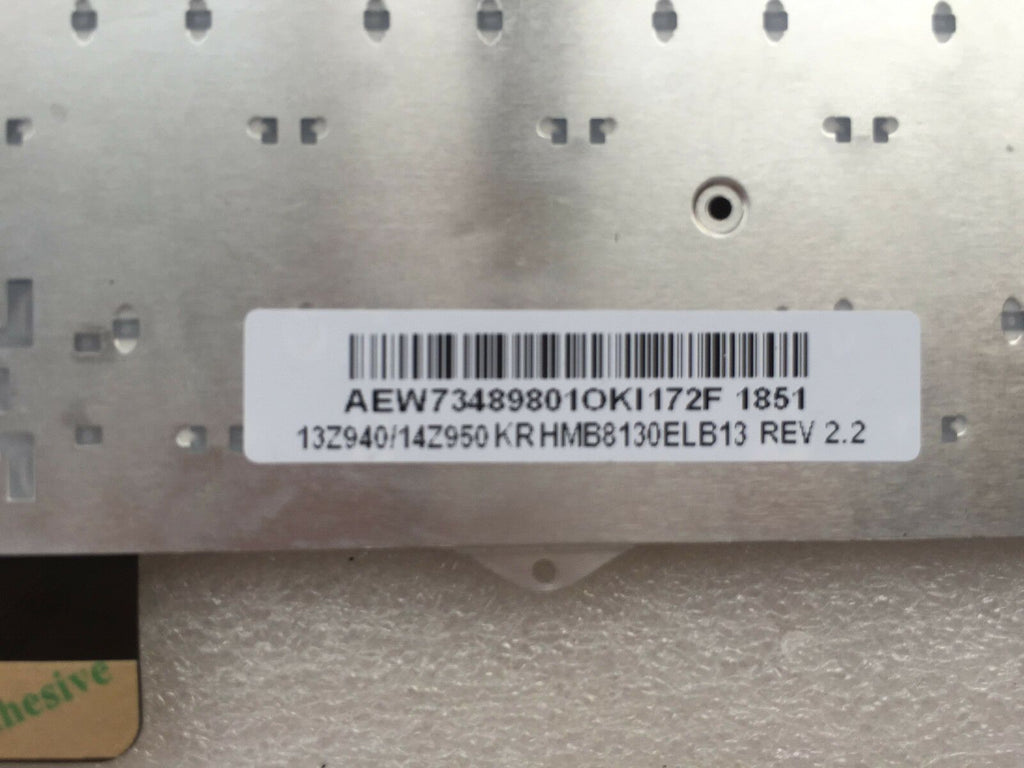 AEW73489801OKI172F 1851
13Z940/14Z950 KR HMB8130ELB13 REV 2.2
hesive